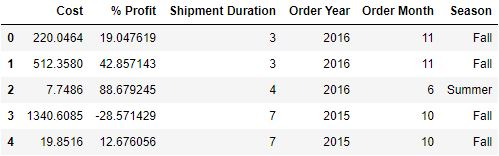 Cost % Profit Shipment Duration Order Year Order Month Season
0 220.0464 19.047619 3 2016 11 Fall
1 512.3580 42.857143 3 2016 11 Fall
2 7.7486 88.679245 4 2016 6 Summer
3 1340.6085 -28.571429 7 2015 10 Fall
4 19.8516 12.676056 7 2015 10 Fall